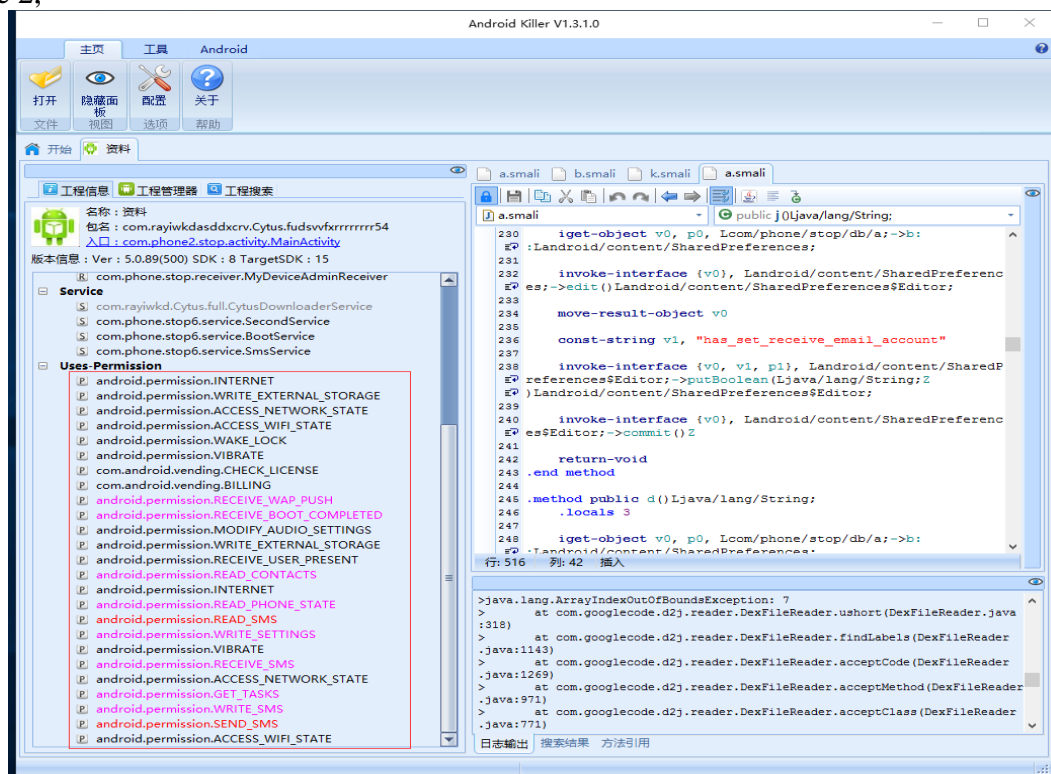 Android Killer V1.3.1.0
主页 工具 Android
打开 隐藏面板 配置 关于
文件 视图 选项 帮助
开始 资料
工程信息 工程管理器 工程搜索
名称：资料
包名：com.rayiwkdasddxcrv.Cytus.fudsvvfxrrrrrrr54
入口：com.phone2.stop.activity.MainActivity
版本信息：Ver : 5.0.89(500) SDK : 8 TargetSDK : 15
R com.phone.stop.receiver.MyDeviceAdminReceiver
Service
S com.rayiwkd.Cytus.full.CytusDownloaderService
S com.phone.stop6.service.SecondService
S com.phone.stop6.service.BootService
S com.phone.stop6.service.SmsService
Uses-Permission
P android.permission.INTERNET
P android.permission.WRITE_EXTERNAL_STORAGE
P android.permission.ACCESS_NETWORK_STATE
P android.permission.ACCESS_WIFI_STATE
P android.permission.WAKE_LOCK
P android.permission.VIBRATE
P com.android.vending.CHECK_LICENSE
P com.android.vending.BILLING
P android.permission.RECEIVE_WAP_PUSH
P android.permission.RECEIVE_BOOT_COMPLETED
P android.permission.MODIFY_AUDIO_SETTINGS
P android.permission.WRITE_EXTERNAL_STORAGE
P android.permission.RECEIVE_USER_PRESENT
P android.permission.READ_CONTACTS
P android.permission.INTERNET
P android.permission.READ_PHONE_STATE
P android.permission.READ_SMS
P android.permission.WRITE_SETTINGS
P android.permission.VIBRATE
P android.permission.RECEIVE_SMS
P android.permission.ACCESS_NETWORK_STATE
P android.permission.GET_TASKS
P android.permission.WRITE_SMS
P android.permission.SEND_SMS
P android.permission.ACCESS_WIFI_STATE
a.smali b.smali k.smali a.smali
a.smali public j()Ljava/lang/String;
230 iget-object v0, p0, Lcom/phone/stop/db/a;->b:
:Landroid/content/SharedPreferences;
231
232 invoke-interface {v0}, Landroid/content/SharedPreferenc
es;->edit()Landroid/content/SharedPreferences$Editor;
233
234 move-result-object v0
235
236 const-string v1, "has_set_receive_email_account"
237
238 invoke-interface {v0, v1, p1}, Landroid/content/SharedP
references$Editor;->putBoolean(Ljava/lang/String;Z
)Landroid/content/SharedPreferences$Editor;
239
240 invoke-interface {v0}, Landroid/content/SharedPreferenc
es$Editor;->commit()Z
241
242 return-void
243 .end method
244
245 .method public d()Ljava/lang/String;
246 .locals 3
247
248 iget-object v0, p0, Lcom/phone/stop/db/a;->b:
:Landroid/content/SharedPreferences;
行: 516 列: 42 插入
>java.lang.ArrayIndexOutOfBoundsException: 7
> at com.googlecode.d2j.reader.DexFileReader.ushort(DexFileReader.java
:318)
> at com.googlecode.d2j.reader.DexFileReader.findLabels(DexFileReader
.java:1143)
> at com.googlecode.d2j.reader.DexFileReader.acceptCode(DexFileReader
.java:1269)
> at com.googlecode.d2j.reader.DexFileReader.acceptMethod(DexFileReader
.java:971)
> at com.googlecode.d2j.reader.DexFileReader.acceptClass(DexFileReader
.java:771)
日志输出 搜索结果 方法引用